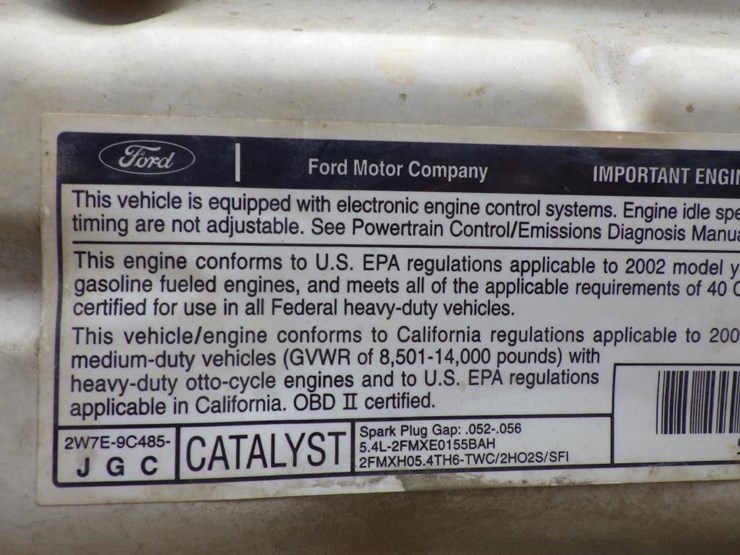 Ford | Ford Motor Company IMPORTANT
This vehicle is equipped with electronic engine control systems. Engine idle
timing are not adjustable. See Powertrain Control/Emissions Diagnosis
This engine conforms to U.S. EPA regulations applicable to 2002 model
gasoline fueled engines, and meets all of the applicable requirements of 40
certified for use in all Federal heavy-duty vehicles.
This vehicle/engine conforms to California regulations applicable to
medium-duty vehicles (GVWR of 8,501-14,000 pounds) with
heavy-duty otto-cycle engines and to U.S. EPA regulations
applicable in California. OBD II certified.
2W7E-9C485-
J G C
CATALYST
Spark Plug Gap: .052-.056
5.4L-2FMXE0155BAH
2FMXH05.4TH6-TWC/2HO2S/SFI